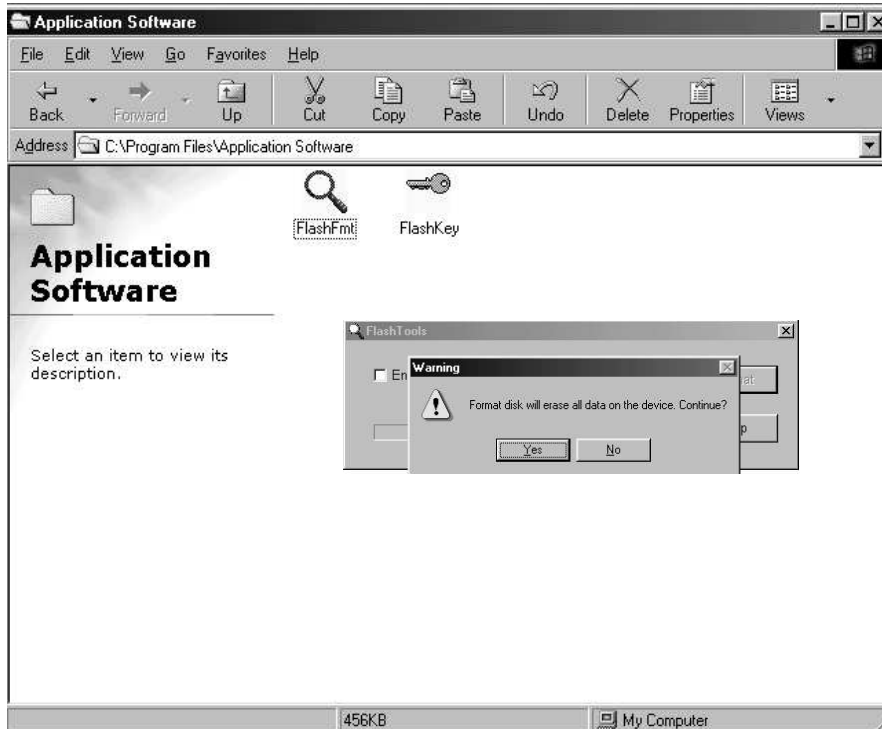 Application Software
File Edit View Go Favorites Help
Back Forward Up Cut Copy Paste Undo Delete Properties Views
Address C:\Program Files\Application Software
FlashFmt FlashKey
Application
Software
Select an item to view its
description.
FlashTools
En
Warning
at
Format disk will erase all data on the device. Continue?
p
Yes No
456KB My Computer